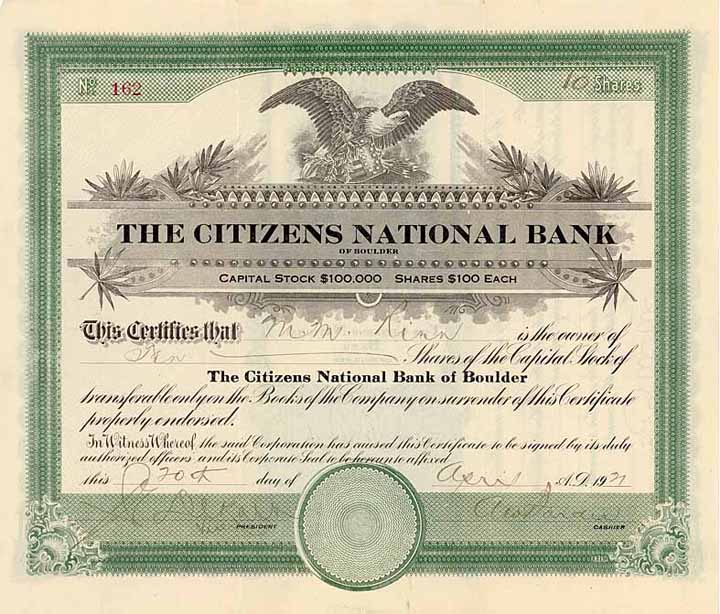 No. 162
10 Shares
THE CITIZENS NATIONAL BANK
OF BOULDER
CAPITAL STOCK $100,000 SHARES $100 EACH
This Certifies that M. M. Rinn is the owner of
Ten Shares of the Capital Stock of
The Citizens National Bank of Boulder
transferable only on the Books of the Company on surrender of this Certificate
properly endorsed.
In Witness Whereof, the said Corporation has caused this Certificate to be signed by its duly
authorized officers and its Corporate Seal to be hereunto affixed
this 20th day of April A.D. 1921
PRESIDENT
CASHIER